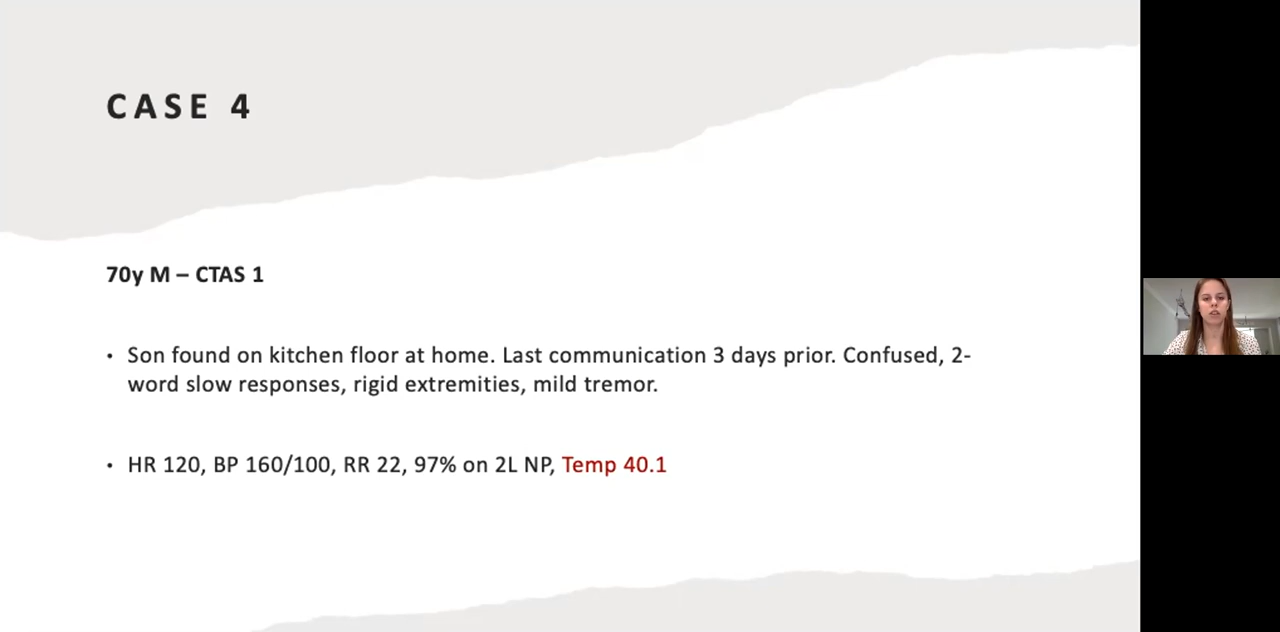 CASE 4
70y M – CTAS 1
• Son found on kitchen floor at home. Last communication 3 days prior. Confused, 2-
word slow responses, rigid extremities, mild tremor.
• HR 120, BP 160/100, RR 22, 97% on 2L NP, Temp 40.1